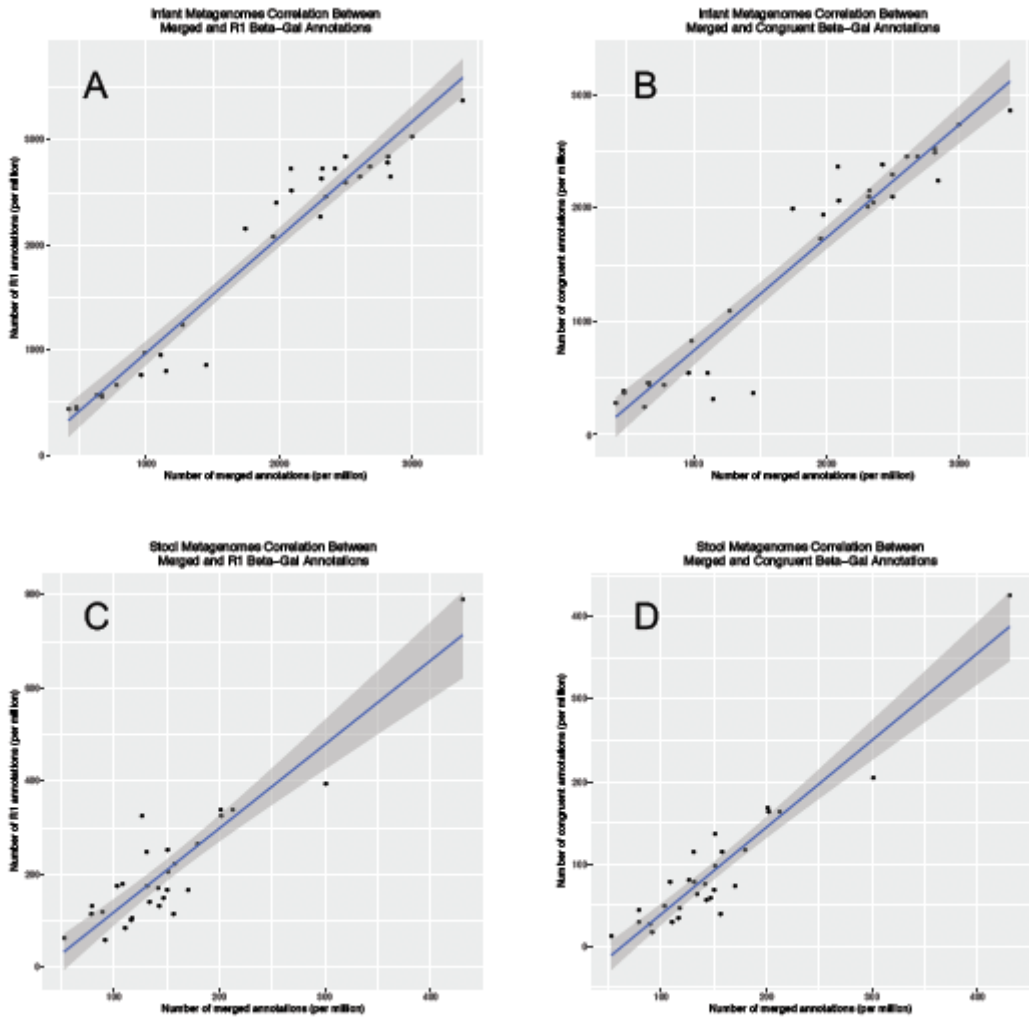 Infant Metagenomes Correlation Between
Merged and R1 Beta-Gal Annotations
A
Number of R1 annotations (per million)
3000
2000
1000
0
1000 2000 3000
Number of merged annotations (per million)
Infant Metagenomes Correlation Between
Merged and Congruent Beta-Gal Annotations
B
Number of congruent annotations (per million)
3000
2000
1000
0
1000 2000 3000
Number of merged annotations (per million)
Stool Metagenomes Correlation Between
Merged and R1 Beta-Gal Annotations
C
Number of R1 annotations (per million)
800
600
400
200
0
100 200 300 400
Number of merged annotations (per million)
Stool Metagenomes Correlation Between
Merged and Congruent Beta-Gal Annotations
D
Number of congruent annotations (per million)
400
300
200
100
0
100 200 300 400
Number of merged annotations (per million)